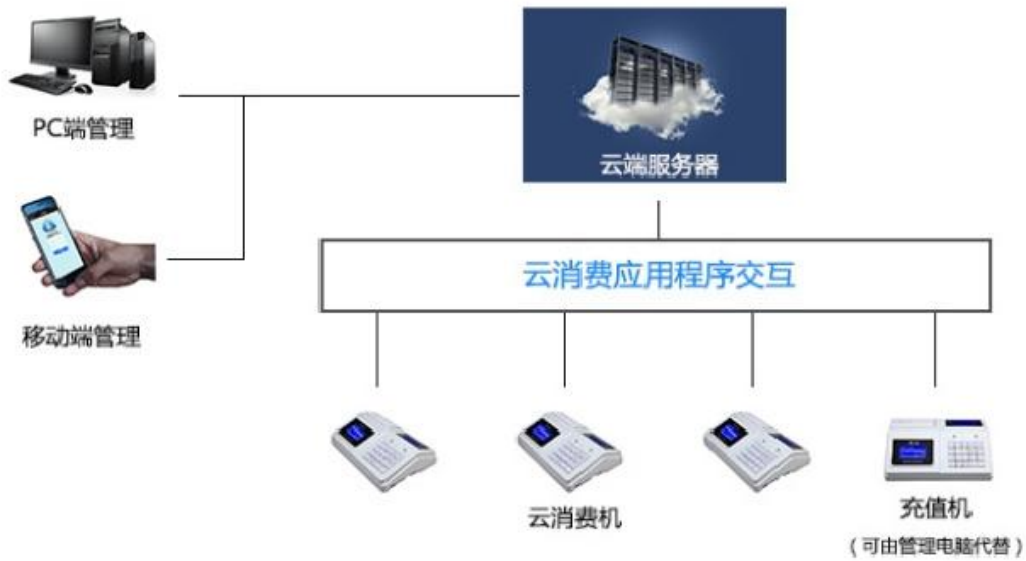 PC端管理
云端服务器
移动端管理
云消费应用程序交互
云消费机
充值机
(可由管理电脑代替)